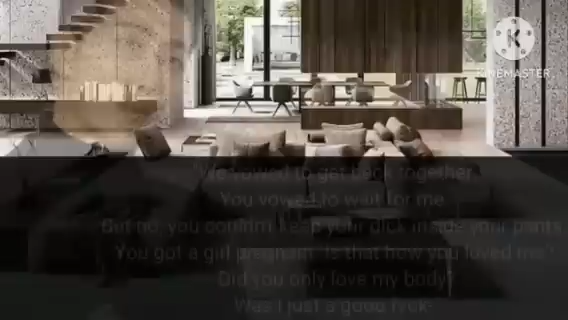 KINEMASTER
We vowed to get back together
You vowed to wait for me
But no, you couldn't keep your dick inside your pants
You got a girl pregnant. Is that how you loved me?
Did you only love my body
Was I just a good